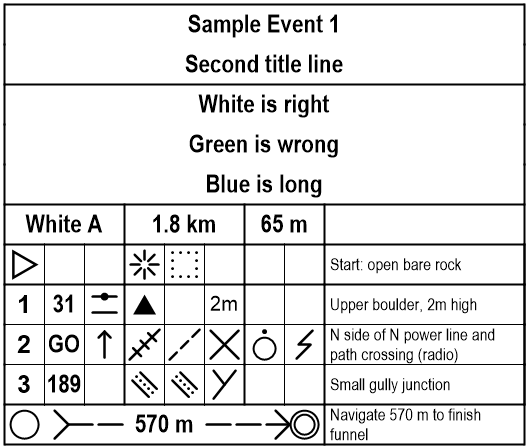 Sample Event 1
Second title line
White is right
Green is wrong
Blue is long
White A 1.8 km 65 m
Start: open bare rock
1 31 2m Upper boulder, 2m high
2 GO N side of N power line and
path crossing (radio)
3 189 Small gully junction
570 m Navigate 570 m to finish
funnel